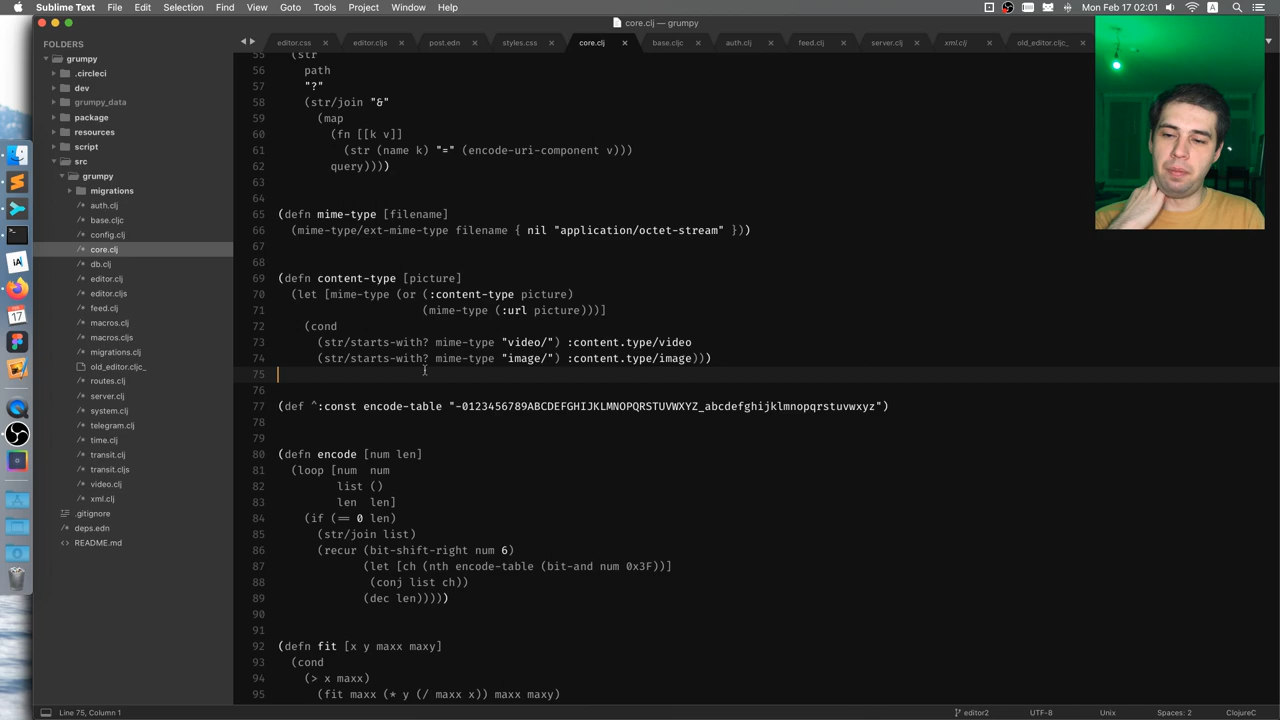 Sublime Text File Edit Selection Find View Goto Tools Project Window Help
A Mon Feb 17 02:01
core.clj — grumpy
FOLDERS
grumpy
.circleci
dev
grumpy_data
package
resources
script
src
grumpy
migrations
auth.clj
base.cljc
config.clj
core.clj
db.clj
editor.clj
editor.cljs
feed.clj
macros.clj
macros.cljs
migrations.clj
old_editor.cljc_
routes.clj
server.clj
system.clj
telegram.clj
time.clj
transit.clj
transit.cljs
video.clj
xml.clj
.gitignore
deps.edn
README.md
editor.css editor.cljs post.edn styles.css core.clj base.cljc auth.clj feed.clj server.clj xml.clj old_editor.cljc_
55 (str
56 path
57 "?"
58 (str/join "&"
59 (map
60 (fn [[k v]]
61 (str (name k) "=" (encode-uri-component v)))
62 query))))
63
64
65 (defn mime-type [filename]
66 (mime-type/ext-mime-type filename { nil "application/octet-stream" }))
67
68
69 (defn content-type [picture]
70 (let [mime-type (or (:content-type picture)
71 (mime-type (:url picture)))]
72 (cond
73 (str/starts-with? mime-type "video/") :content.type/video
74 (str/starts-with? mime-type "image/") :content.type/image)))
75
76
77 (def ^:const encode-table "-0123456789ABCDEFGHIJKLMNOPQRSTUVWXYZ_abcdefghijklmnopqrstuvwxyz")
78
79
80 (defn encode [num len]
81 (loop [num num
82 list ()
83 len len]
84 (if (== 0 len)
85 (str/join list)
86 (recur (bit-shift-right num 6)
87 (let [ch (nth encode-table (bit-and num 0x3F))]
88 (conj list ch))
89 (dec len)))))
90
91
92 (defn fit [x y maxx maxy]
93 (cond
94 (> x maxx)
95 (fit maxx (* y (/ maxx x)) maxx maxy)
Line 75, Column 1
editor2 UTF-8 Unix Spaces: 2 ClojureC
iA
17